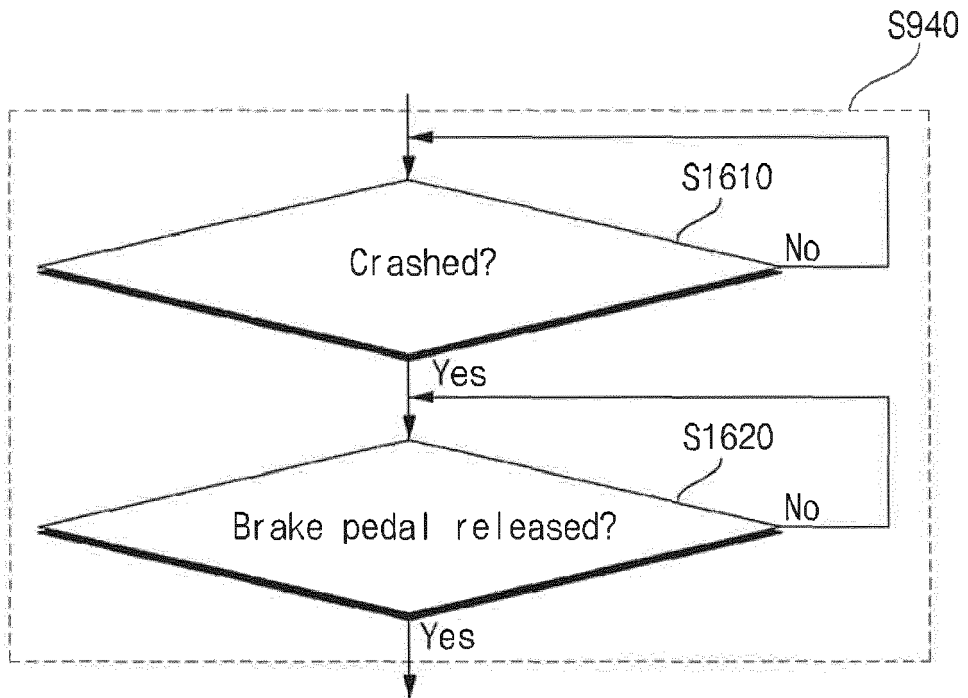 S940
S1610
Crashed?
No
Yes
S1620
Brake pedal released?
No
Yes